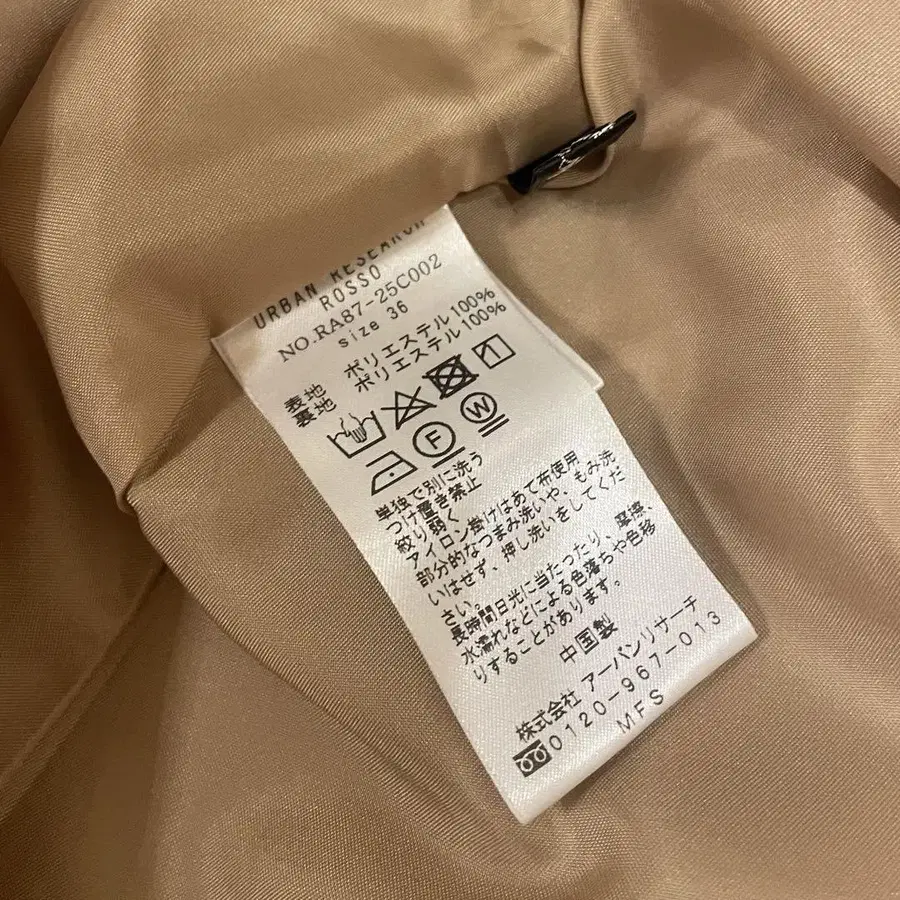 URBAN RESEARCH
ROSSO
NO.RA87-25C002
size 36
表地 ポリエステル100%
裏地 ポリエステル100%
F W
単独で別に洗う
つけ置き禁止
絞り弱く
アイロン掛けはあて布使用
部分的なつまみ洗いや、もみ洗
いはせず、押し洗いをしてくだ
さい。
長時間日光に当たったり、摩擦、
水濡れなどによる色落ちや色移
りすることがあります。
中国製
株式会社 アーバンリサーチ
0120-967-013
MFS